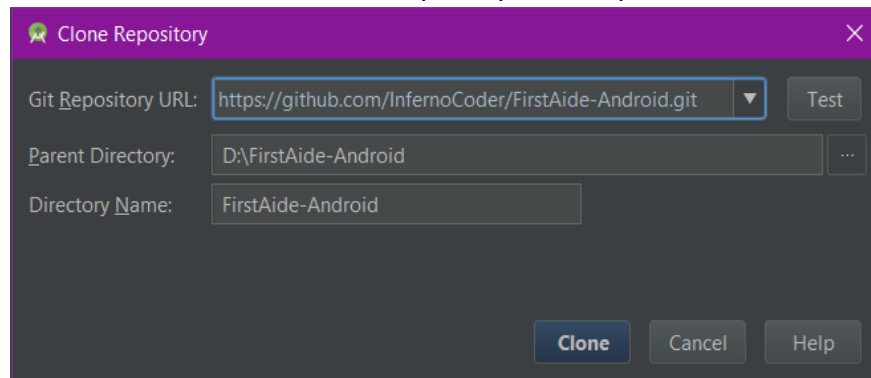 Clone Repository
Git Repository URL: https://github.com/InfernoCoder/FirstAide-Android.git Test
Parent Directory: D:\FirstAide-Android ...
Directory Name: FirstAide-Android
Clone Cancel Help